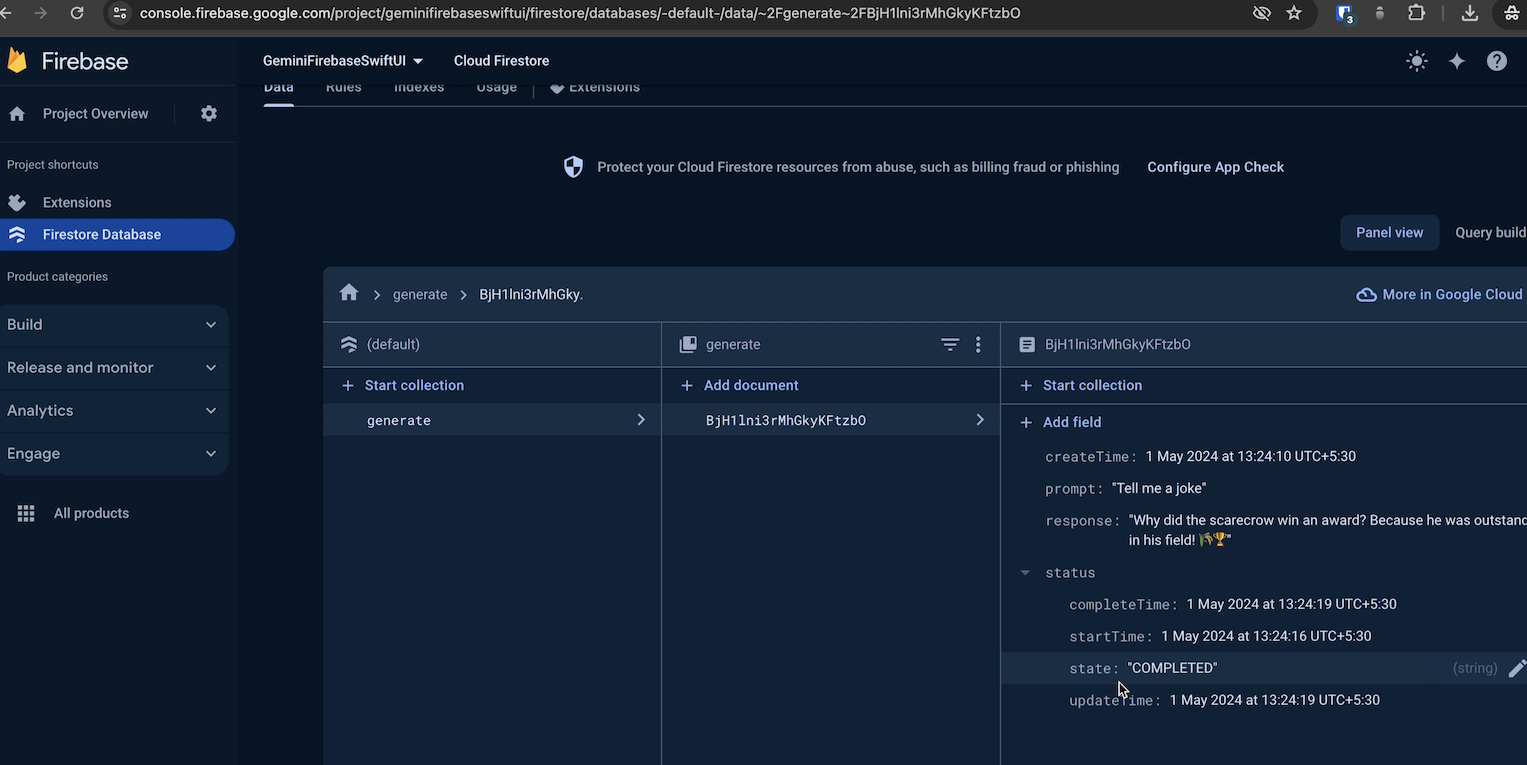 console.firebase.google.com/project/geminifirebaseswiftui/firestore/databases/-default-/data/~2Fgenerate~2FBjH1lni3rMhGkyKFtzbO
3
Firebase
GeminiFirebaseSwiftUI
Cloud Firestore
Data
Rules
Indexes
Usage
Extensions
Project Overview
Project shortcuts
Extensions
Firestore Database
Product categories
Build
Release and monitor
Analytics
Engage
All products
Protect your Cloud Firestore resources from abuse, such as billing fraud or phishing
Configure App Check
Panel view
Query build
generate
BjH1lni3rMhGky.
More in Google Cloud
(default)
generate
BjH1lni3rMhGkyKFtzbO
Start collection
Add document
Start collection
generate
BjH1lni3rMhGkyKFtzbO
Add field
createTime: 1 May 2024 at 13:24:10 UTC+5:30
prompt: "Tell me a joke"
response: "Why did the scarecrow win an award? Because he was outstand
in his field! 🌾🏆"
status
completeTime: 1 May 2024 at 13:24:19 UTC+5:30
startTime: 1 May 2024 at 13:24:16 UTC+5:30
state: "COMPLETED"
(string)
updateTime: 1 May 2024 at 13:24:19 UTC+5:30